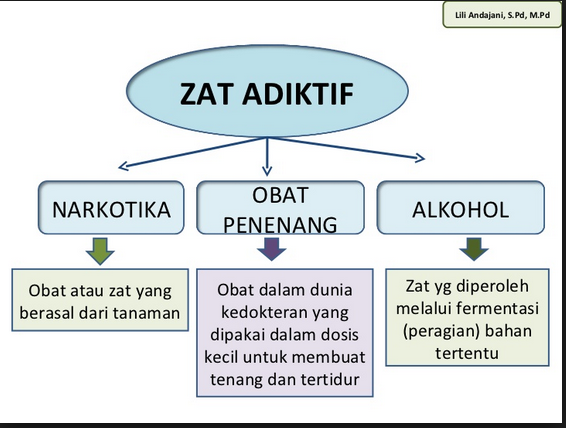 Lili Andajani, S.Pd, M.Pd
ZAT ADIKTIF
NARKOTIKA
OBAT
PENENANG
ALKOHOL
Obat atau zat yang
berasal dari tanaman
Obat dalam dunia
kedokteran yang
dipakai dalam dosis
kecil untuk membuat
tenang dan tertidur
Zat yg diperoleh
melalui fermentasi
(peragian) bahan
tertentu